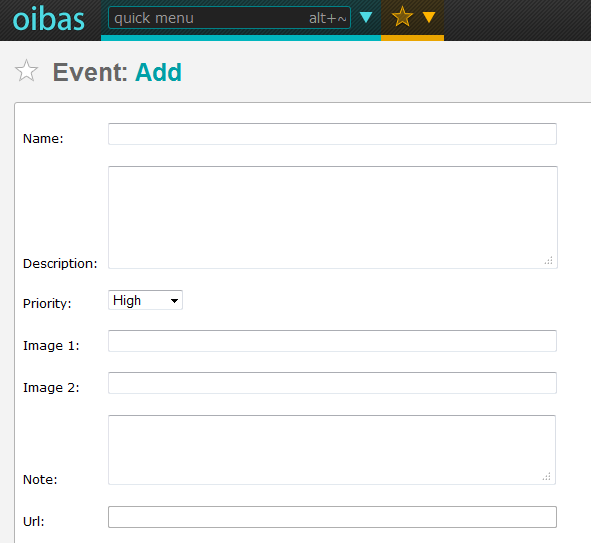 oibas quick menu alt+~
Event: Add
Name:
Description:
Priority: High
Image 1:
Image 2:
Note:
Url: